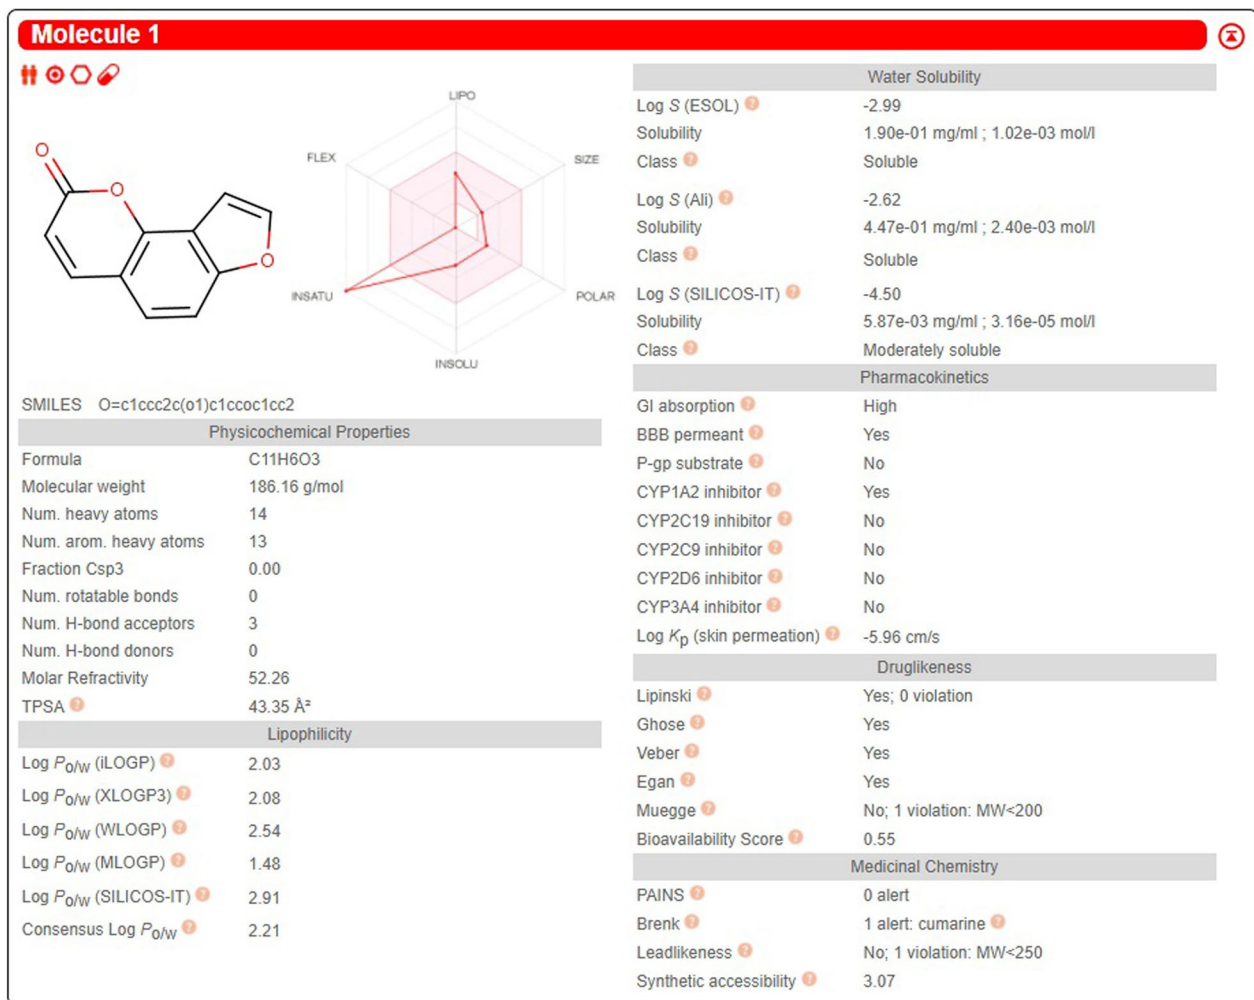 Molecule 1
LIPO
FLEX
SIZE
INSATU
POLAR
INSOLU
O
O
O
SMILES O=c1ccc2c(o1)c1ccoc1cc2
Physicochemical Properties
Formula C11H6O3
Molecular weight 186.16 g/mol
Num. heavy atoms 14
Num. arom. heavy atoms 13
Fraction Csp3 0.00
Num. rotatable bonds 0
Num. H-bond acceptors 3
Num. H-bond donors 0
Molar Refractivity 52.26
TPSA ? 43.35 Å²
Lipophilicity
Log Po/w (iLOGP) ? 2.03
Log Po/w (XLOGP3) ? 2.08
Log Po/w (WLOGP) ? 2.54
Log Po/w (MLOGP) ? 1.48
Log Po/w (SILICOS-IT) ? 2.91
Consensus Log Po/w ? 2.21
Water Solubility
Log S (ESOL) ? -2.99
Solubility 1.90e-01 mg/ml ; 1.02e-03 mol/l
Class ? Soluble
Log S (Ali) ? -2.62
Solubility 4.47e-01 mg/ml ; 2.40e-03 mol/l
Class ? Soluble
Log S (SILICOS-IT) ? -4.50
Solubility 5.87e-03 mg/ml ; 3.16e-05 mol/l
Class ? Moderately soluble
Pharmacokinetics
GI absorption ? High
BBB permeant ? Yes
P-gp substrate ? No
CYP1A2 inhibitor ? Yes
CYP2C19 inhibitor ? No
CYP2C9 inhibitor ? No
CYP2D6 inhibitor ? No
CYP3A4 inhibitor ? No
Log Kp (skin permeation) ? -5.96 cm/s
Druglikeness
Lipinski ? Yes; 0 violation
Ghose ? Yes
Veber ? Yes
Egan ? Yes
Muegge ? No; 1 violation: MW<200
Bioavailability Score ? 0.55
Medicinal Chemistry
PAINS ? 0 alert
Brenk ? 1 alert: cumarine ?
Leadlikeness ? No; 1 violation: MW<250
Synthetic accessibility ? 3.07